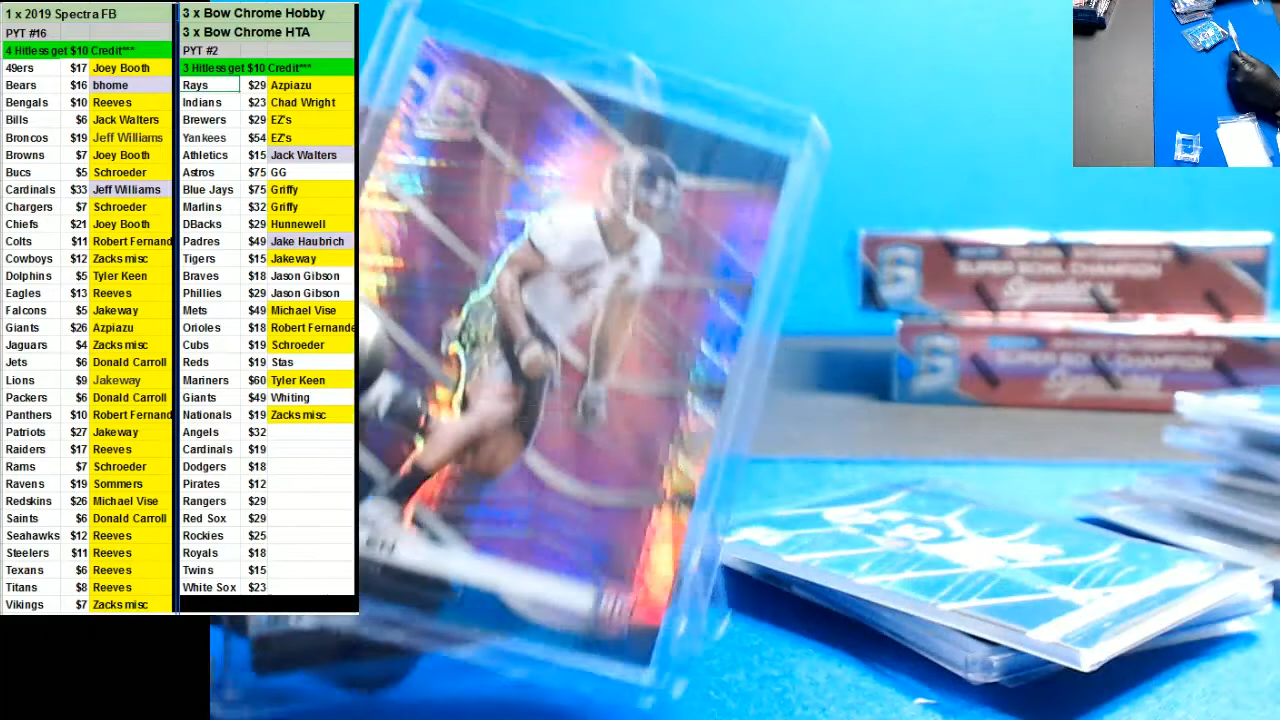 1 x 2019 Spectra FB
PYT #16
4 Hitless get $10 Credit***
49ers $17 Joey Booth
Bears $16 bhome
Bengals $10 Reeves
Bills $6 Jack Walters
Broncos $19 Jeff Williams
Browns $7 Joey Booth
Bucs $5 Schroeder
Cardinals $33 Jeff Williams
Chargers $7 Schroeder
Chiefs $21 Joey Booth
Colts $11 Robert Fernand
Cowboys $12 Zacks misc
Dolphins $5 Tyler Keen
Eagles $13 Reeves
Falcons $5 Jakeway
Giants $26 Azpiazu
Jaguars $4 Zacks misc
Jets $6 Donald Carroll
Lions $9 Jakeway
Packers $6 Donald Carroll
Panthers $10 Robert Fernand
Patriots $27 Jakeway
Raiders $17 Reeves
Rams $7 Schroeder
Ravens $19 Sommers
Redskins $26 Michael Vise
Saints $6 Donald Carroll
Seahawks $12 Reeves
Steelers $11 Reeves
Texans $6 Reeves
Titans $8 Reeves
Vikings $7 Zacks misc
3 x Bow Chrome Hobby
3 x Bow Chrome HTA
PYT #2
3 Hitless get $10 Credit***
Rays $29 Azpiazu
Indians $23 Chad Wright
Brewers $29 EZ's
Yankees $54 EZ's
Athletics $15 Jack Walters
Astros $75 GG
Blue Jays $75 Griffy
Marlins $32 Griffy
DBacks $29 Hunnewell
Padres $49 Jake Haubrich
Tigers $15 Jakeway
Braves $18 Jason Gibson
Phillies $29 Jason Gibson
Mets $49 Michael Vise
Orioles $18 Robert Fernande
Cubs $19 Schroeder
Reds $19 Stas
Mariners $60 Tyler Keen
Giants $49 Whiting
Nationals $19 Zacks misc
Angels $32
Cardinals $19
Dodgers $18
Pirates $12
Rangers $29
Red Sox $29
Rockies $25
Royals $18
Twins $15
White Sox $23
SUPER BOWL CHAMPION
Signatures
SUPER BOWL CHAMPION
Signatures